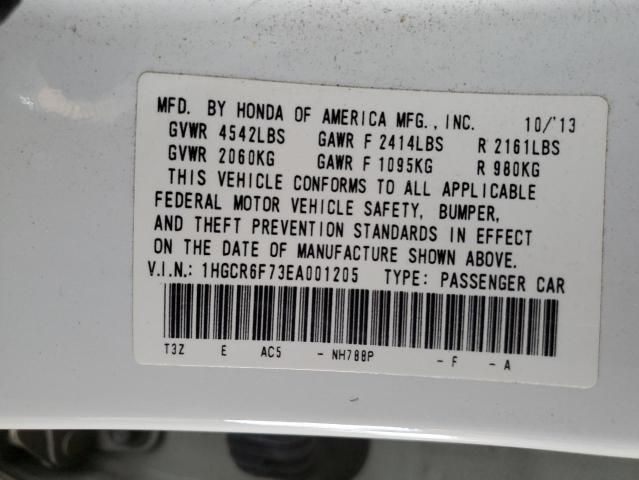 MFD. BY HONDA OF AMERICA MFG., INC. 10/'13
GVWR 4542LBS GAWR F 2414LBS R 2161LBS
GVWR 2060KG GAWR F 1095KG R 980KG
THIS VEHICLE CONFORMS TO ALL APPLICABLE
FEDERAL MOTOR VEHICLE SAFETY, BUMPER,
AND THEFT PREVENTION STANDARDS IN EFFECT
ON THE DATE OF MANUFACTURE SHOWN ABOVE.
V.I.N.: 1HGCR6F73EA001205 TYPE: PASSENGER CAR
T3Z E AC5 - NH788P - F - A